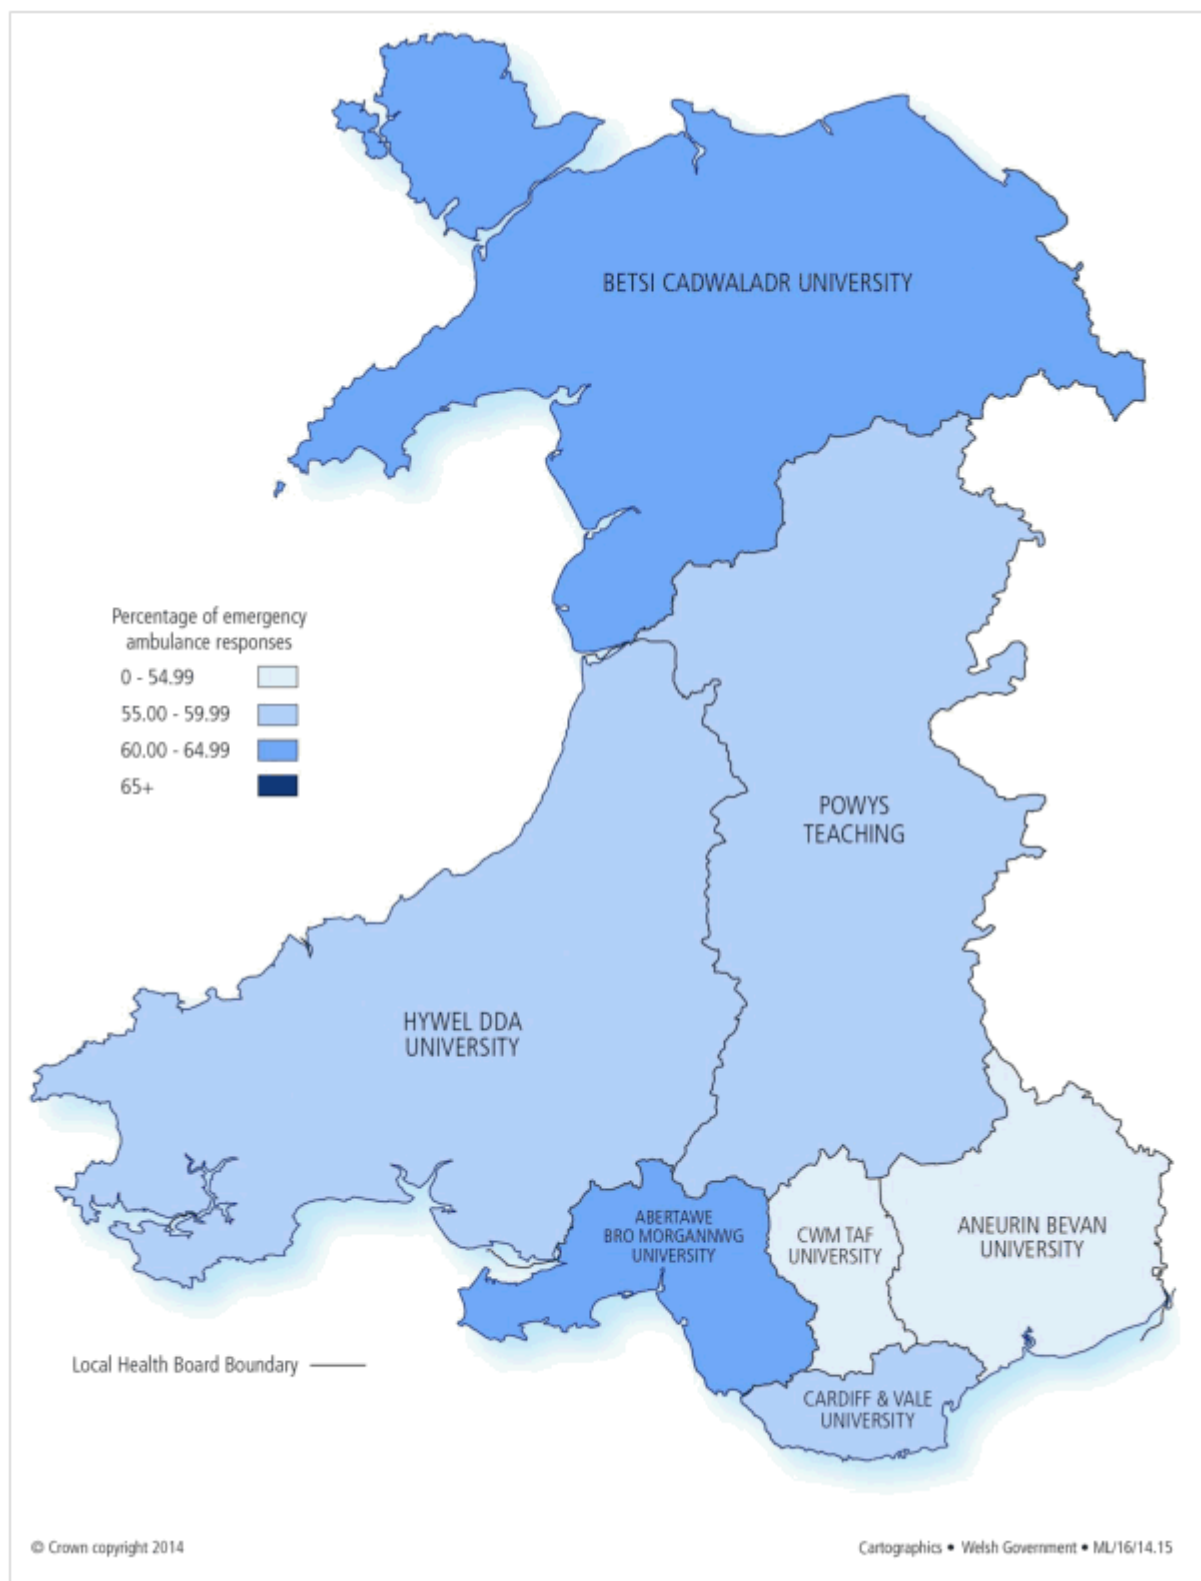 BETSI CADWALADR UNIVERSITY
Percentage of emergency
ambulance responses
0 - 54.99
55.00 - 59.99
60.00 - 64.99
65+
POWYS
TEACHING
HYWEL DDA
UNIVERSITY
ABERTAWE
BRO MORGANNWG
UNIVERSITY
CWM TAF
UNIVERSITY
ANEURIN BEVAN
UNIVERSITY
Local Health Board Boundary
CARDIFF & VALE
UNIVERSITY
© Crown copyright 2014
Cartographics • Welsh Government • ML/16/14.15